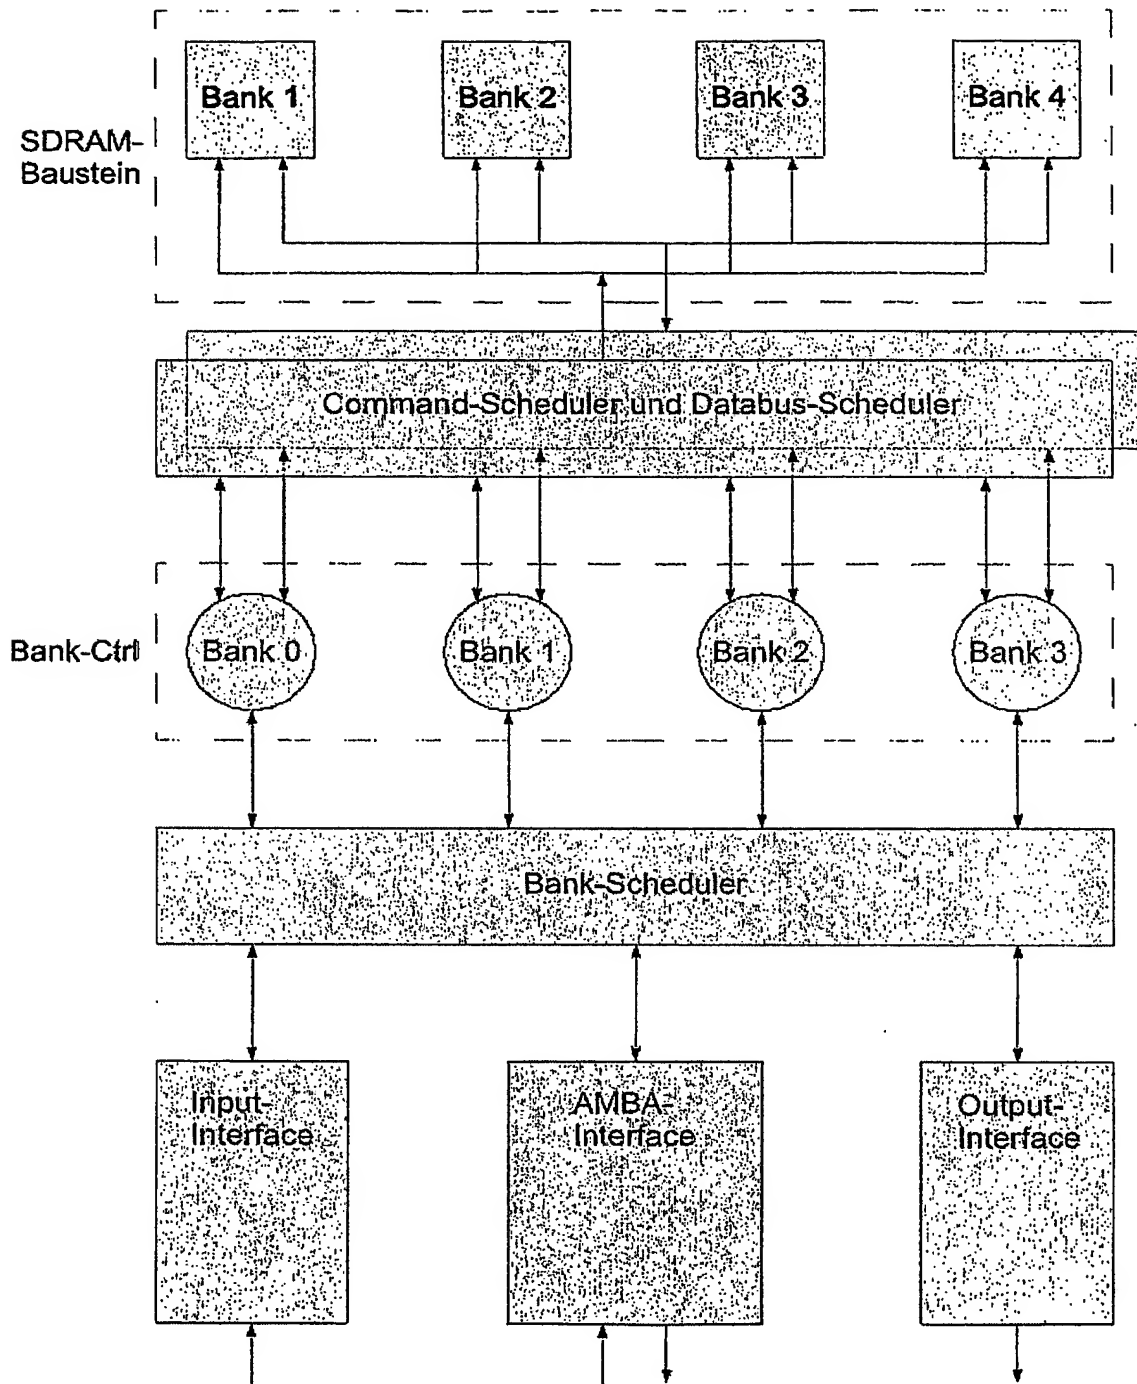 Bank 1
Bank 2
Bank 3
Bank 4
SDRAM-
Baustein
Command-Scheduler und Databus-Scheduler
Bank-Ctrl
Bank 0
Bank 1
Bank 2
Bank 3
Bank-Scheduler
Input-
Interface
AMBA-
Interface
Output-
Interface